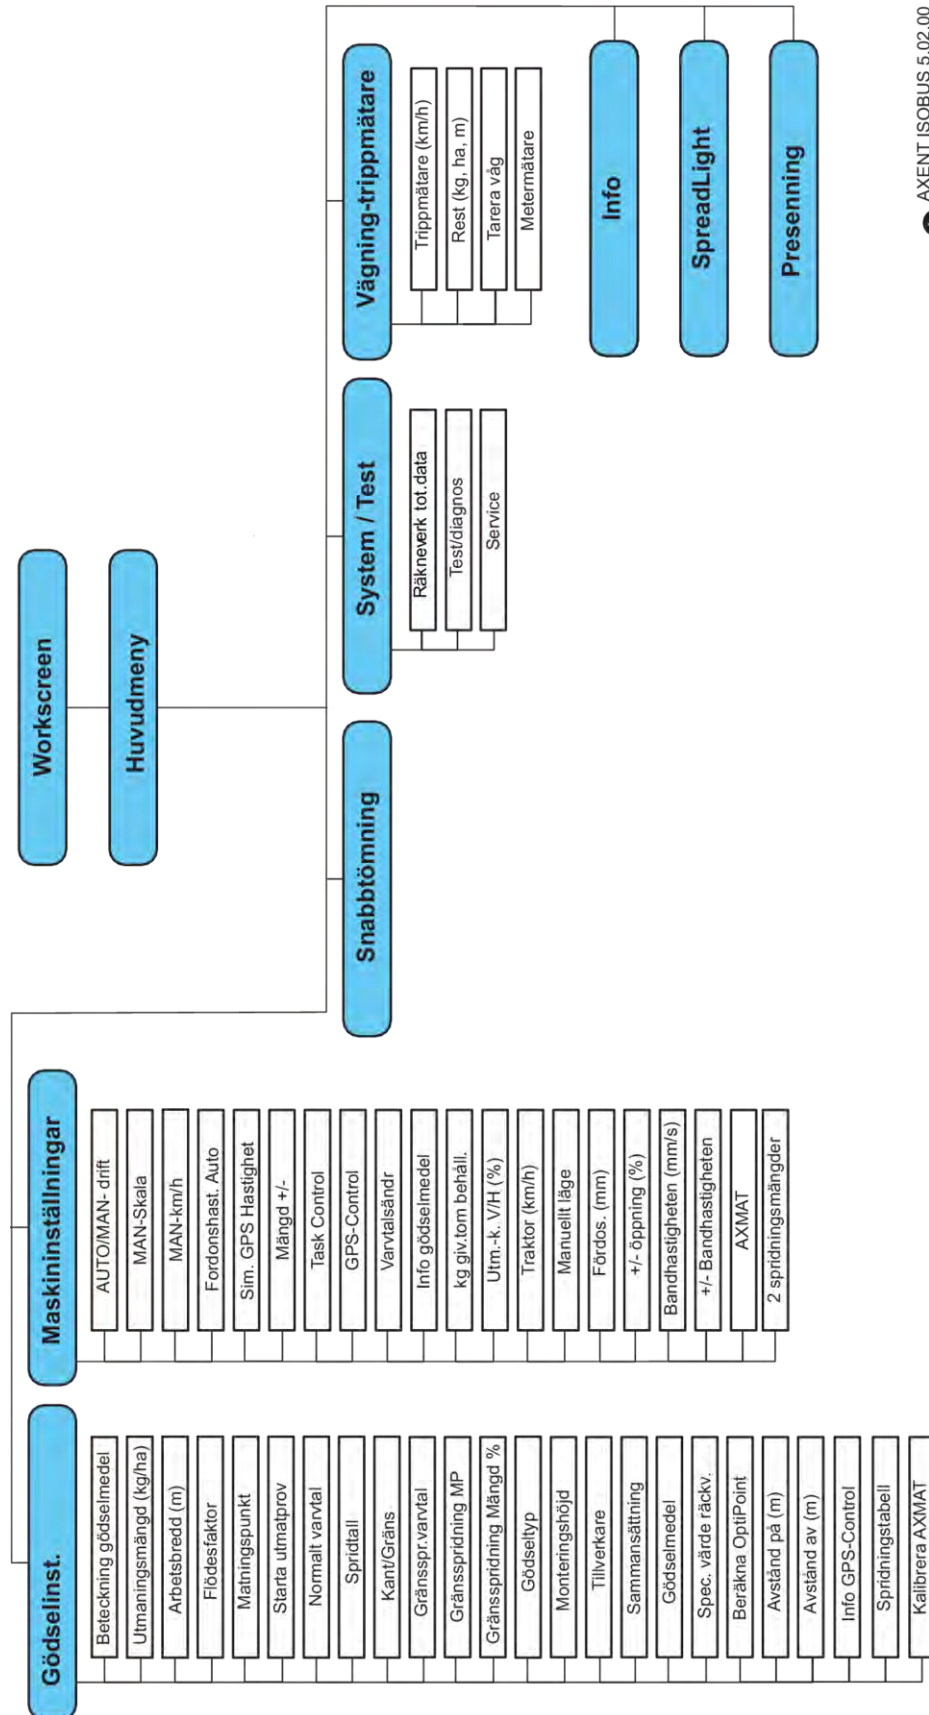 Workscreen
Huvudmeny
Gödselinst.
Beteckning gödselmedel
Utmaningsmängd (kg/ha)
Arbetsbredd (m)
Flödesfaktor
Matningspunkt
Starta utmatprov
Normalt varvtal
Spridtall
Kant/Gräns
Gränsspr.varvtal
Gränsspridning MP
Gränsspridning Mängd %
Gödseltyp
Monteringshöjd
Tillverkare
Sammansättning
Gödselmedel
Spec. värde räckv.
Beräkna OptiPoint
Avstånd på (m)
Avstånd av (m)
Info GPS-Control
Spridningstabell
Kalibrera AXMAT
Maskininställningar
AUTO/MAN- drift
MAN-Skala
MAN-km/h
Fordonshast. Auto
Sim. GPS Hastighet
Mängd +/-
Task Control
GPS-Control
Varvtalsändr
Info gödselmedel
kg giv.tom behåll.
Utm.-k. V/H (%)
Traktor (km/h)
Manuellt läge
Fördos. (mm)
+/- öppning (%)
Bandhastigheten (mm/s)
+/- Bandhastigheten
AXMAT
2 spridningsmängder
Snabbtömning
System / Test
Räkneverk tot.data
Test/diagnos
Service
Vägning-trippmätare
Trippmätare (km/h)
Rest (kg, ha, m)
Tarera våg
Metermätare
Info
SpreadLight
Presenning
AXENT ISOBUS 5.02.00